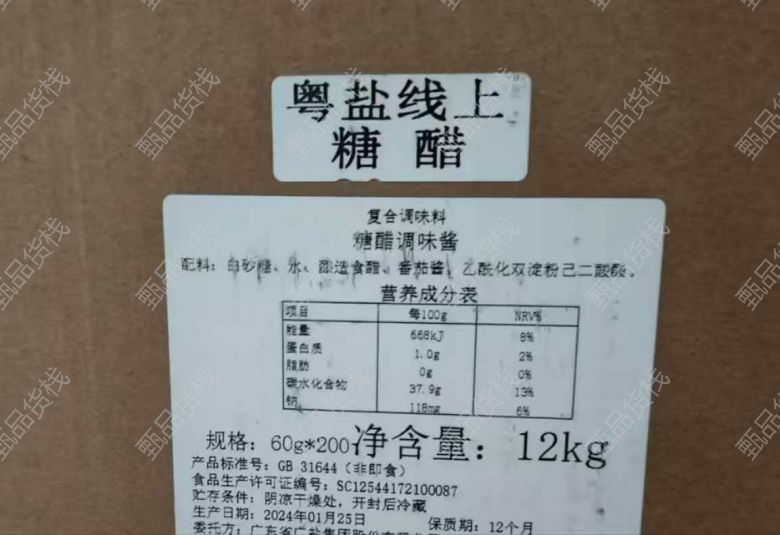 粤盐线上
糖 醋
复合调味料
糖醋调味酱
配料：白砂糖、水、酿造食醋、番茄酱、乙酰化双淀粉己二酸酯。
营养成分表
项目 每100g NRV%
能量 668kJ 8%
蛋白质 1.0g 2%
脂肪 0g 0%
碳水化合物 37.9g 13%
钠 118mg 6%
规格：60g*200 净含量：12kg
产品标准号：GB 31644（非即食）
食品生产许可证编号：SC12544172100087
贮存条件：阴凉干燥处，开封后冷藏
生产日期：2024年01月25日 保质期：12个月
委托方：广东省广盐集团股份有限公司
甄品货栈